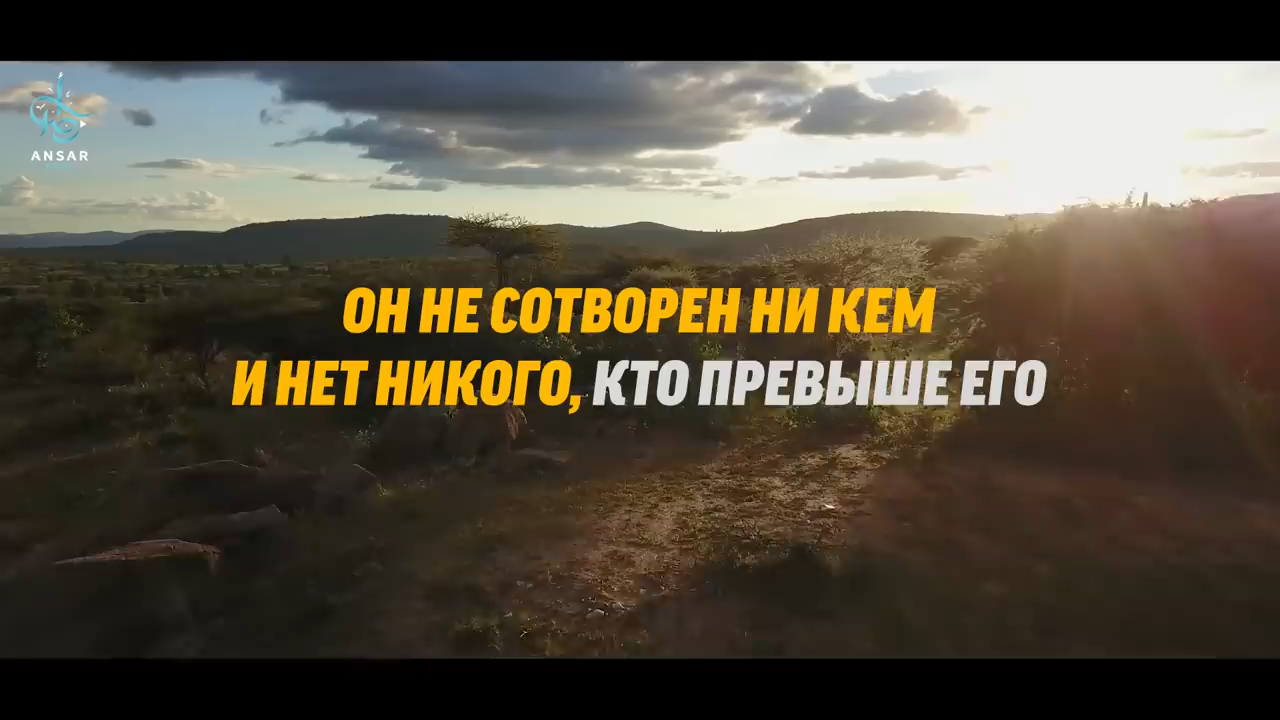 ANSAR
ОН НЕ СОТВОРЕН НИ КЕМ
И НЕТ НИКОГО, КТО ПРЕВЫШЕ ЕГО